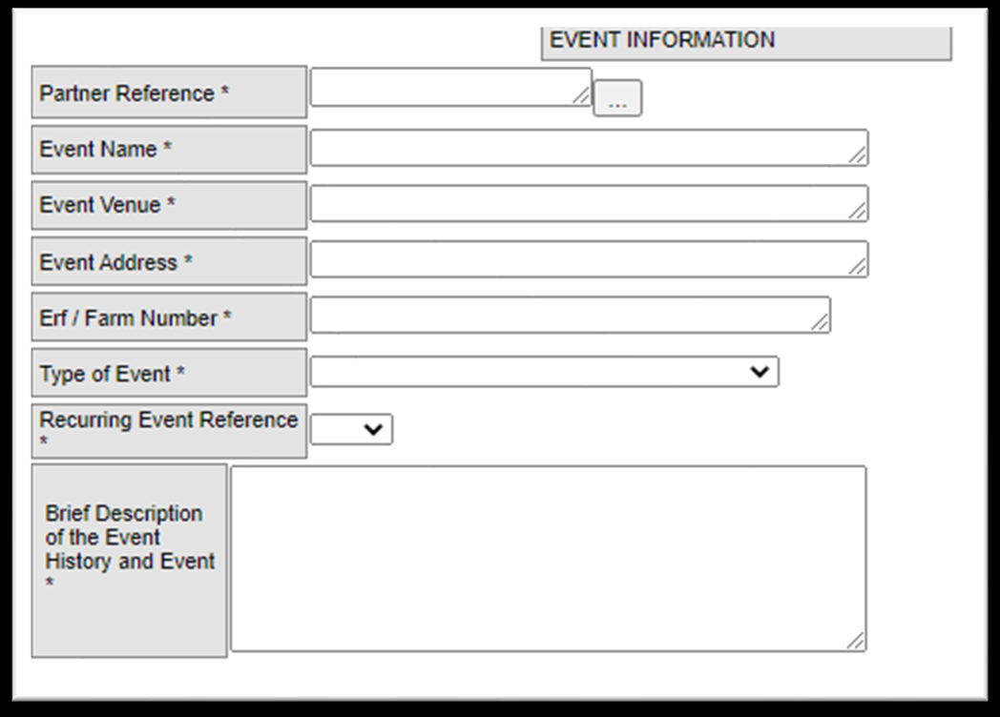 EVENT INFORMATION
Partner Reference *
...
Event Name *
Event Venue *
Event Address *
Erf / Farm Number *
Type of Event *
Recurring Event Reference
*
Brief Description
of the Event
History and Event
*